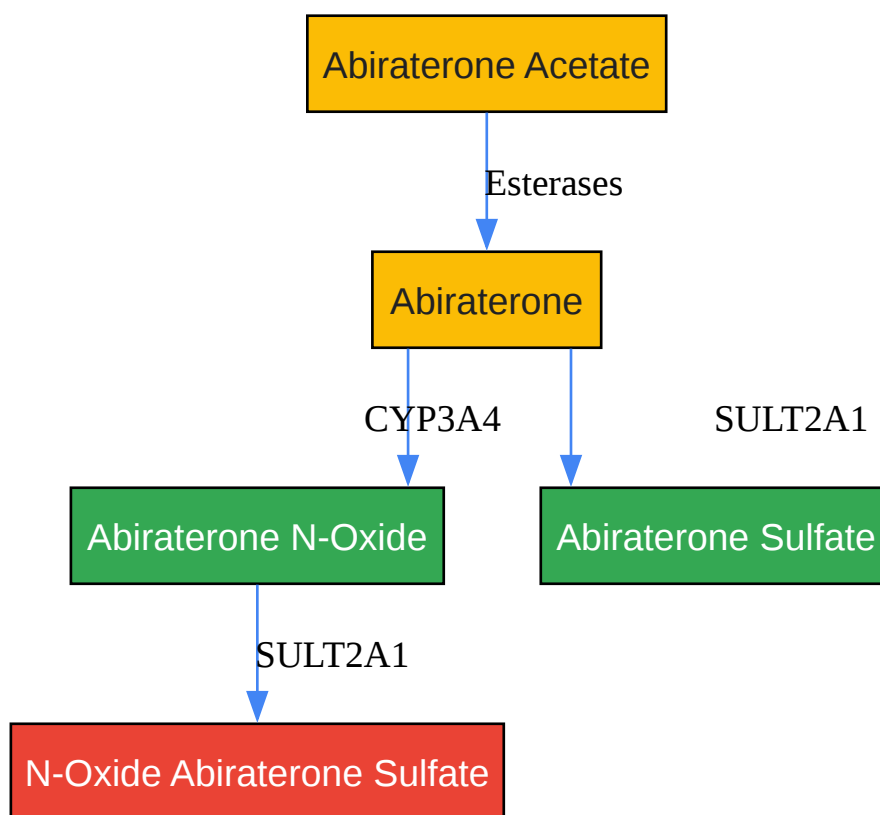 Abiraterone Acetate
Esterases
Abiraterone
CYP3A4
SULT2A1
Abiraterone N-Oxide
Abiraterone Sulfate
SULT2A1
N-Oxide Abiraterone Sulfate